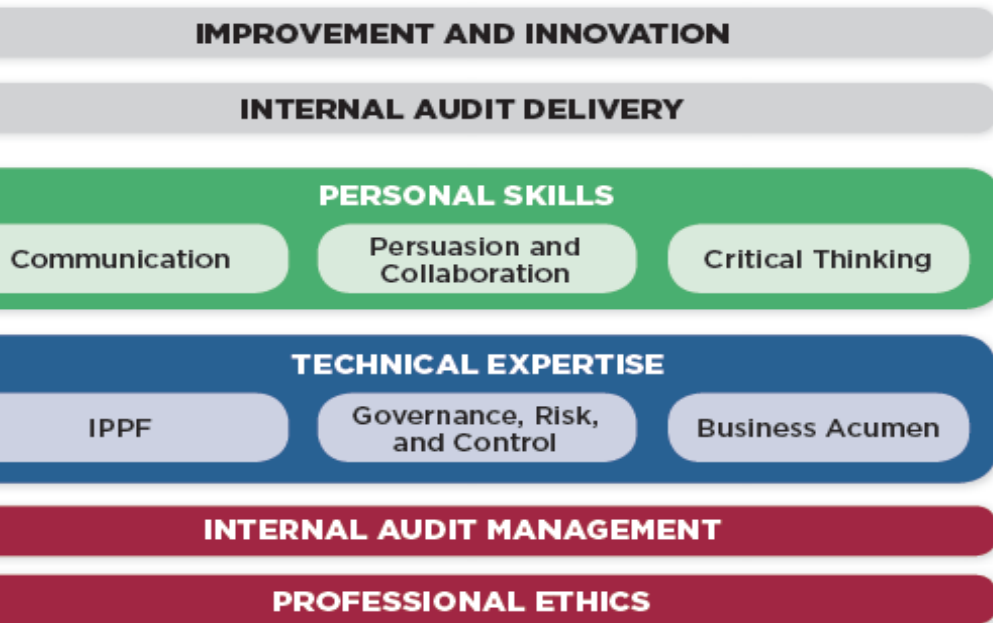 IMPROVEMENT AND INNOVATION
INTERNAL AUDIT DELIVERY
PERSONAL SKILLS
Communication
Persuasion and
Collaboration
Critical Thinking
TECHNICAL EXPERTISE
IPPF
Governance, Risk,
and Control
Business Acumen
INTERNAL AUDIT MANAGEMENT
PROFESSIONAL ETHICS